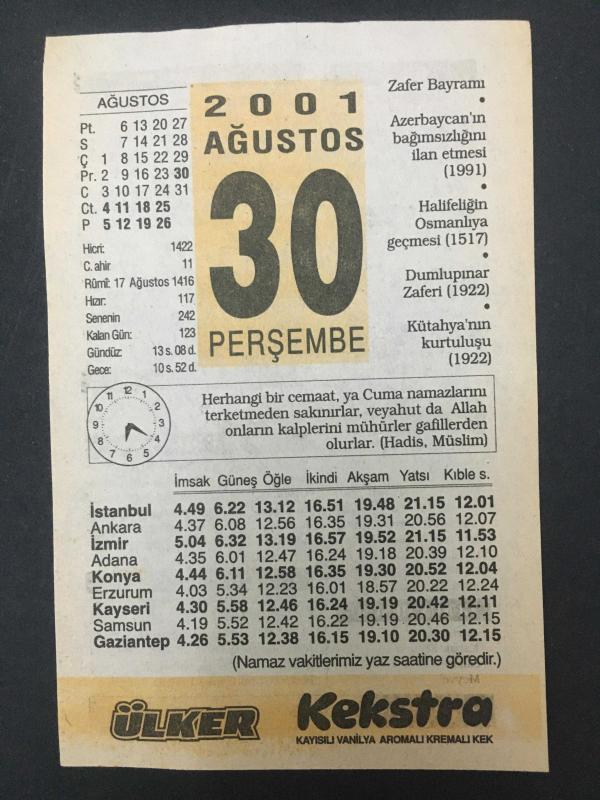 AĞUSTOS
Pt. 6 13 20 27
S 7 14 21 28
Ç 1 8 15 22 29
Pr. 2 9 16 23 30
C 3 10 17 24 31
Ct. 4 11 18 25
P 5 12 19 26
Hicrî: 1422
C. ahir 11
Rûmî: 17 Ağustos 1416
Hızır: 117
Senenin 242
Kalan Gün: 123
Gündüz: 13 s. 08 d.
Gece: 10 s. 52 d.
2001
AĞUSTOS
30
PERŞEMBE
Zafer Bayramı
•
Azerbaycan'ın
bağımsızlığını
ilan etmesi
(1991)
•
Halifeliğin
Osmanlıya
geçmesi (1517)
•
Dumlupınar
Zaferi (1922)
•
Kütahya'nın
kurtuluşu
(1922)
12 1 2 3 4 5 6 7 8 9 10 11
Herhangi bir cemaat, ya Cuma namazlarını
terketmeden sakınırlar, veyahut da Allah
onların kalplerini mühürler gafillerden
olurlar. (Hadis, Müslim)
İmsak Güneş Öğle İkindi Akşam Yatsı Kıble s.
İstanbul 4.49 6.22 13.12 16.51 19.48 21.15 12.01
Ankara 4.37 6.08 12.56 16.35 19.31 20.56 12.07
İzmir 5.04 6.32 13.19 16.57 19.52 21.15 11.53
Adana 4.35 6.01 12.47 16.24 19.18 20.39 12.10
Konya 4.44 6.11 12.58 16.35 19.30 20.52 12.04
Erzurum 4.03 5.34 12.23 16.01 18.57 20.22 12.24
Kayseri 4.30 5.58 12.46 16.24 19.19 20.42 12.11
Samsun 4.19 5.52 12.42 16.22 19.19 20.46 12.15
Gaziantep 4.26 5.53 12.38 16.15 19.10 20.30 12.15
(Namaz vakitlerimiz yaz saatine göredir.)
ÜLKER
Kekstra
KAYISILI VANİLYA AROMALI KREMALI KEK